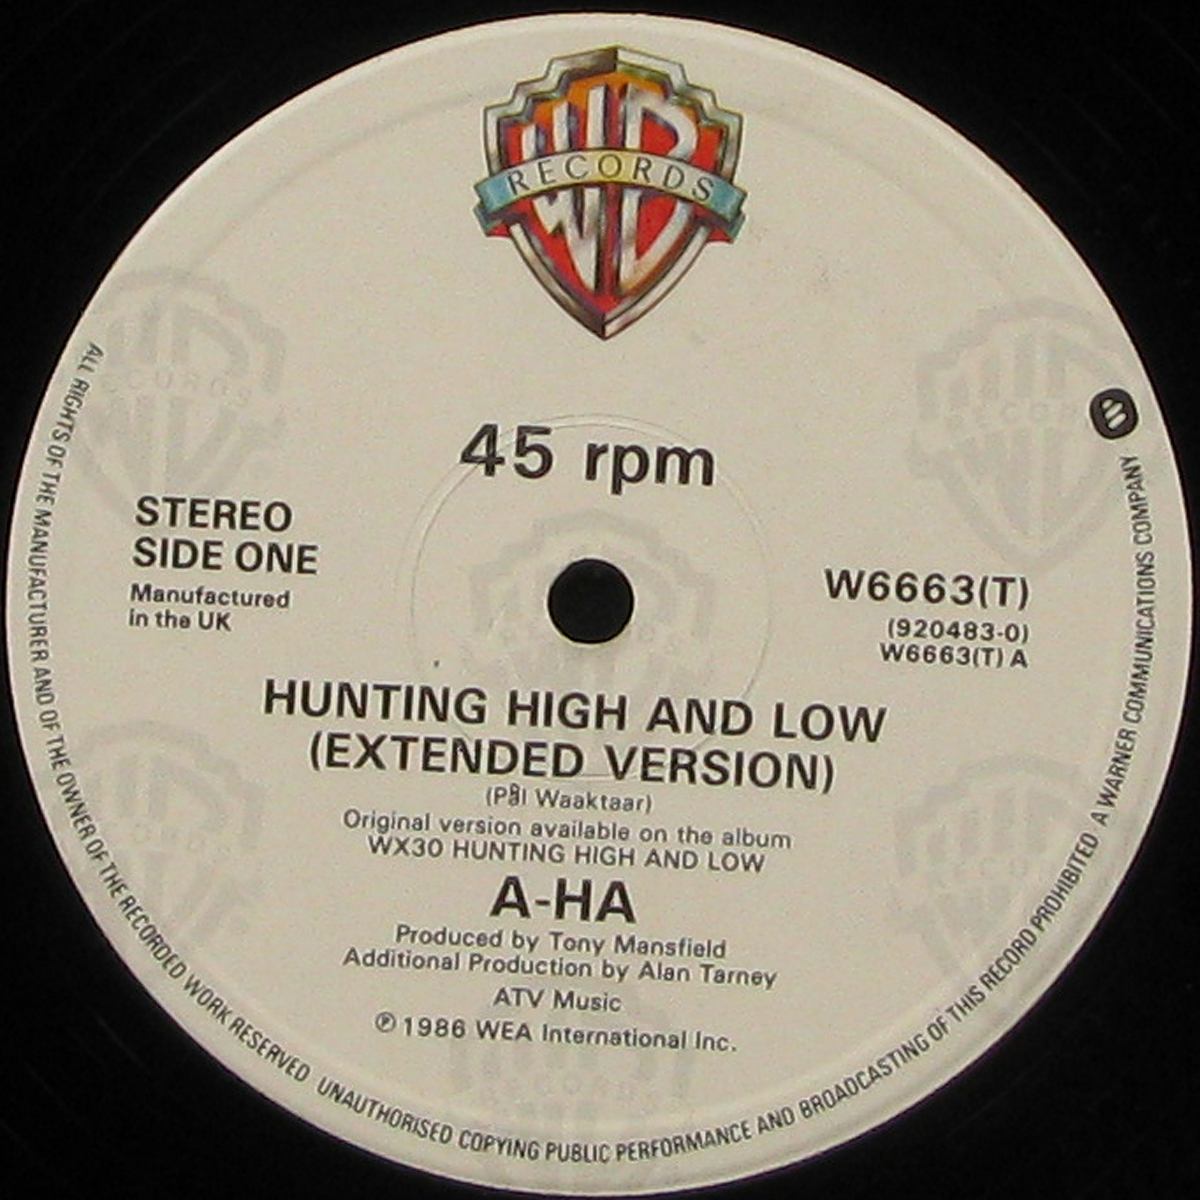 WB
RECORDS
45 rpm
STEREO
SIDE ONE
Manufactured
in the UK
W6663(T)
(920483-0)
W6663(T) A
HUNTING HIGH AND LOW
(EXTENDED VERSION)
(Pål Waaktaar)
Original version available on the album
WX30 HUNTING HIGH AND LOW
A-HA
Produced by Tony Mansfield
Additional Production by Alan Tarney
ATV Music
℗ 1986 WEA International Inc.
ALL RIGHTS OF THE MANUFACTURER AND OF THE OWNER OF THE RECORDED WORK RESERVED UNAUTHORISED COPYING PUBLIC PERFORMANCE AND BROADCASTING OF THIS RECORD PROHIBITED A WARNER COMMUNICATIONS COMPANY